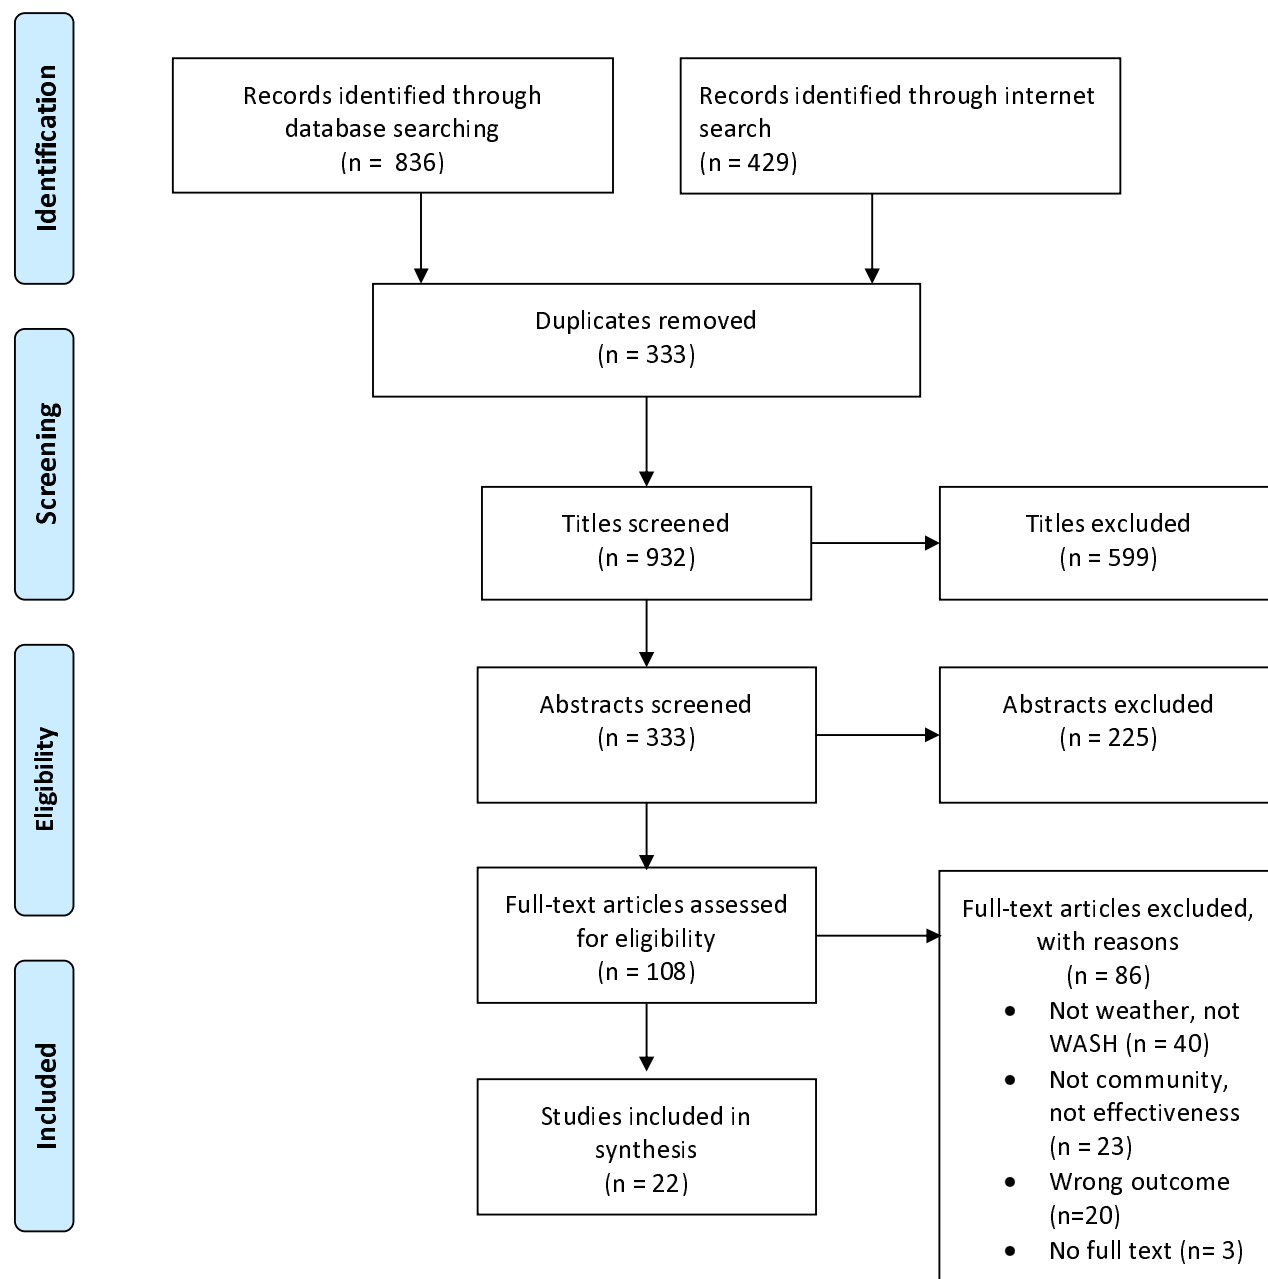 Identification
Records identified through
database searching
(n =  836)
Records identified through internet
search
(n = 429)
Duplicates removed
(n = 333)
Screening
Titles screened
(n = 932)
Titles excluded
(n = 599)
Eligibility
Abstracts screened
(n = 333)
Abstracts excluded
(n = 225)
Full-text articles assessed
for eligibility
(n = 108)
Full-text articles excluded,
with reasons
(n = 86)
• Not weather, not
WASH (n = 40)
• Not community,
not effectiveness
(n = 23)
• Wrong outcome
(n=20)
• No full text (n= 3)
Included
Studies included in
synthesis
(n = 22)